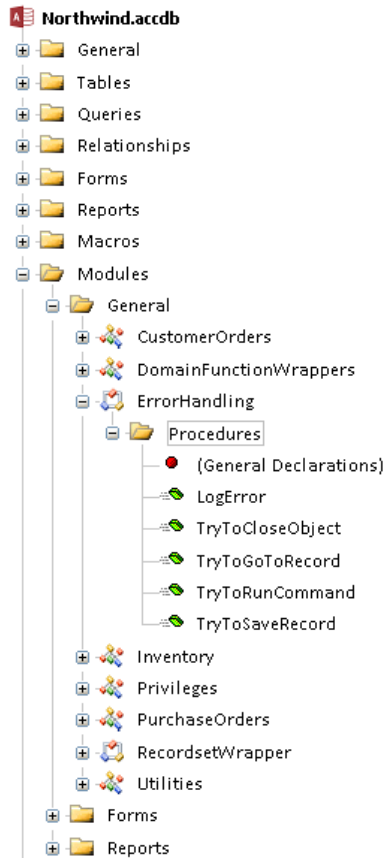 Northwind.accdb
General
Tables
Queries
Relationships
Forms
Reports
Macros
Modules
General
CustomerOrders
DomainFunctionWrappers
ErrorHandling
Procedures
(General Declarations)
LogError
TryToCloseObject
TryToGoToRecord
TryToRunCommand
TryToSaveRecord
Inventory
Privileges
PurchaseOrders
RecordsetWrapper
Utilities
Forms
Reports